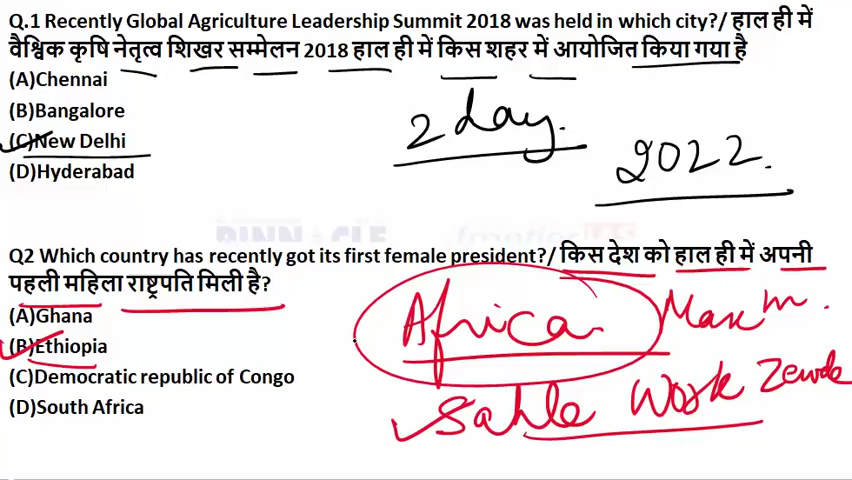 Q.1 Recently Global Agriculture Leadership Summit 2018 was held in which city?/ हाल ही में
वैश्विक कृषि नेतृत्व शिखर सम्मेलन 2018 हाल ही में किस शहर में आयोजित किया गया है
(A)Chennai
(B)Bangalore
(C)New Delhi
(D)Hyderabad
2 day.
2022.
Q2 Which country has recently got its first female president?/ किस देश को हाल ही में अपनी
पहली महिला राष्ट्रपति मिली है?
(A)Ghana
(B)Ethiopia
(C)Democratic republic of Congo
(D)South Africa
Africa
Sahle Work Zewde